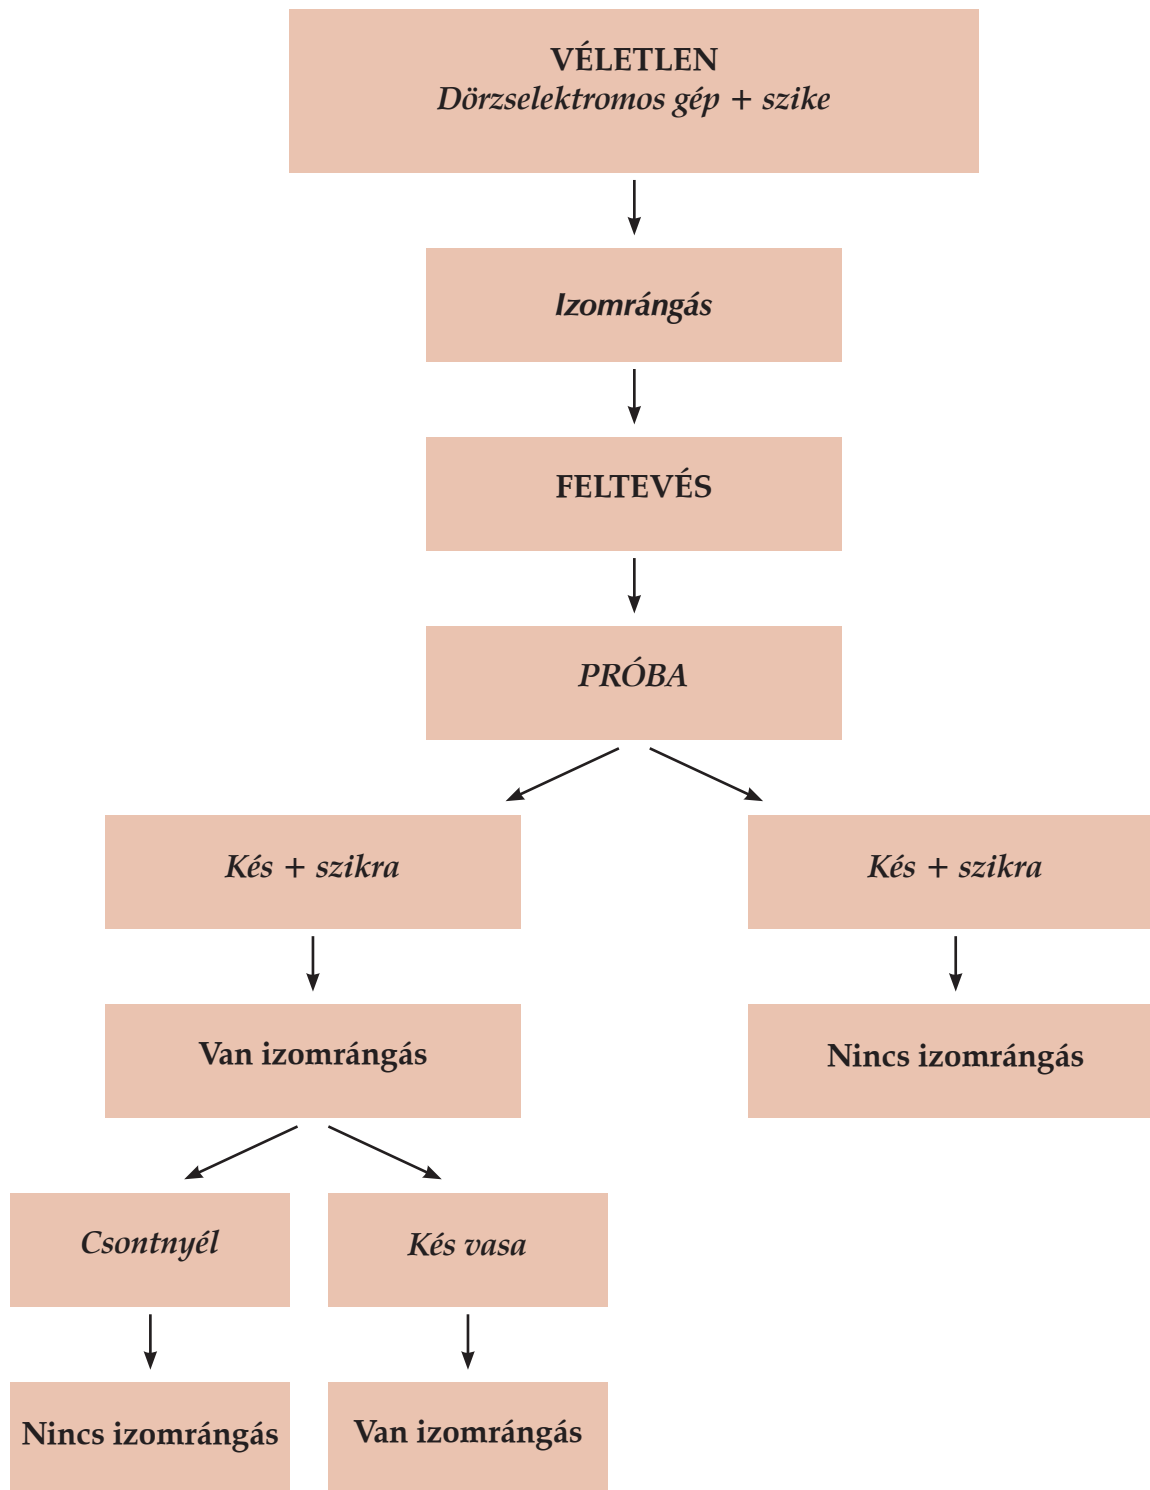 VÉLETLEN
Dörzselektromos gép + szike
Izomrángás
FELTEVÉS
PRÓBA
Kés + szikra
Kés + szikra
Van izomrángás
Nincs izomrángás
Csontnyél
Kés vasa
Nincs izomrángás
Van izomrángás